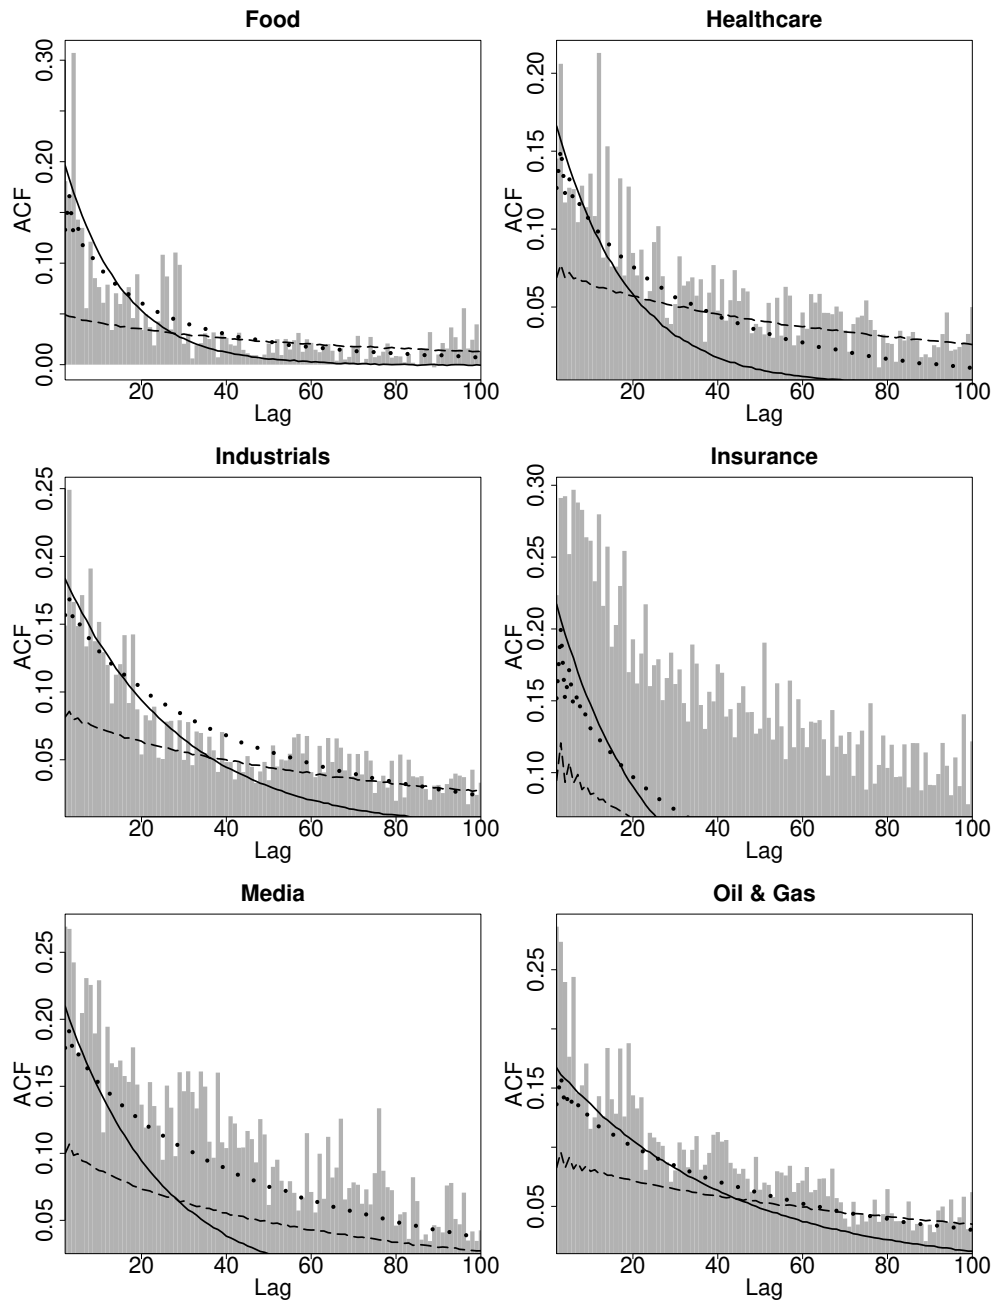 Food
ACF
0.00 0.10 0.20 0.30
20 40 60 80 100
Lag
Healthcare
ACF
0.05 0.10 0.15 0.20
20 40 60 80 100
Lag
Industrials
ACF
0.05 0.10 0.15 0.20 0.25
20 40 60 80 100
Lag
Insurance
ACF
0.10 0.15 0.20 0.25 0.30
20 40 60 80 100
Lag
Media
ACF
0.05 0.10 0.15 0.20 0.25
20 40 60 80 100
Lag
Oil & Gas
ACF
0.05 0.15 0.25
20 40 60 80 100
Lag